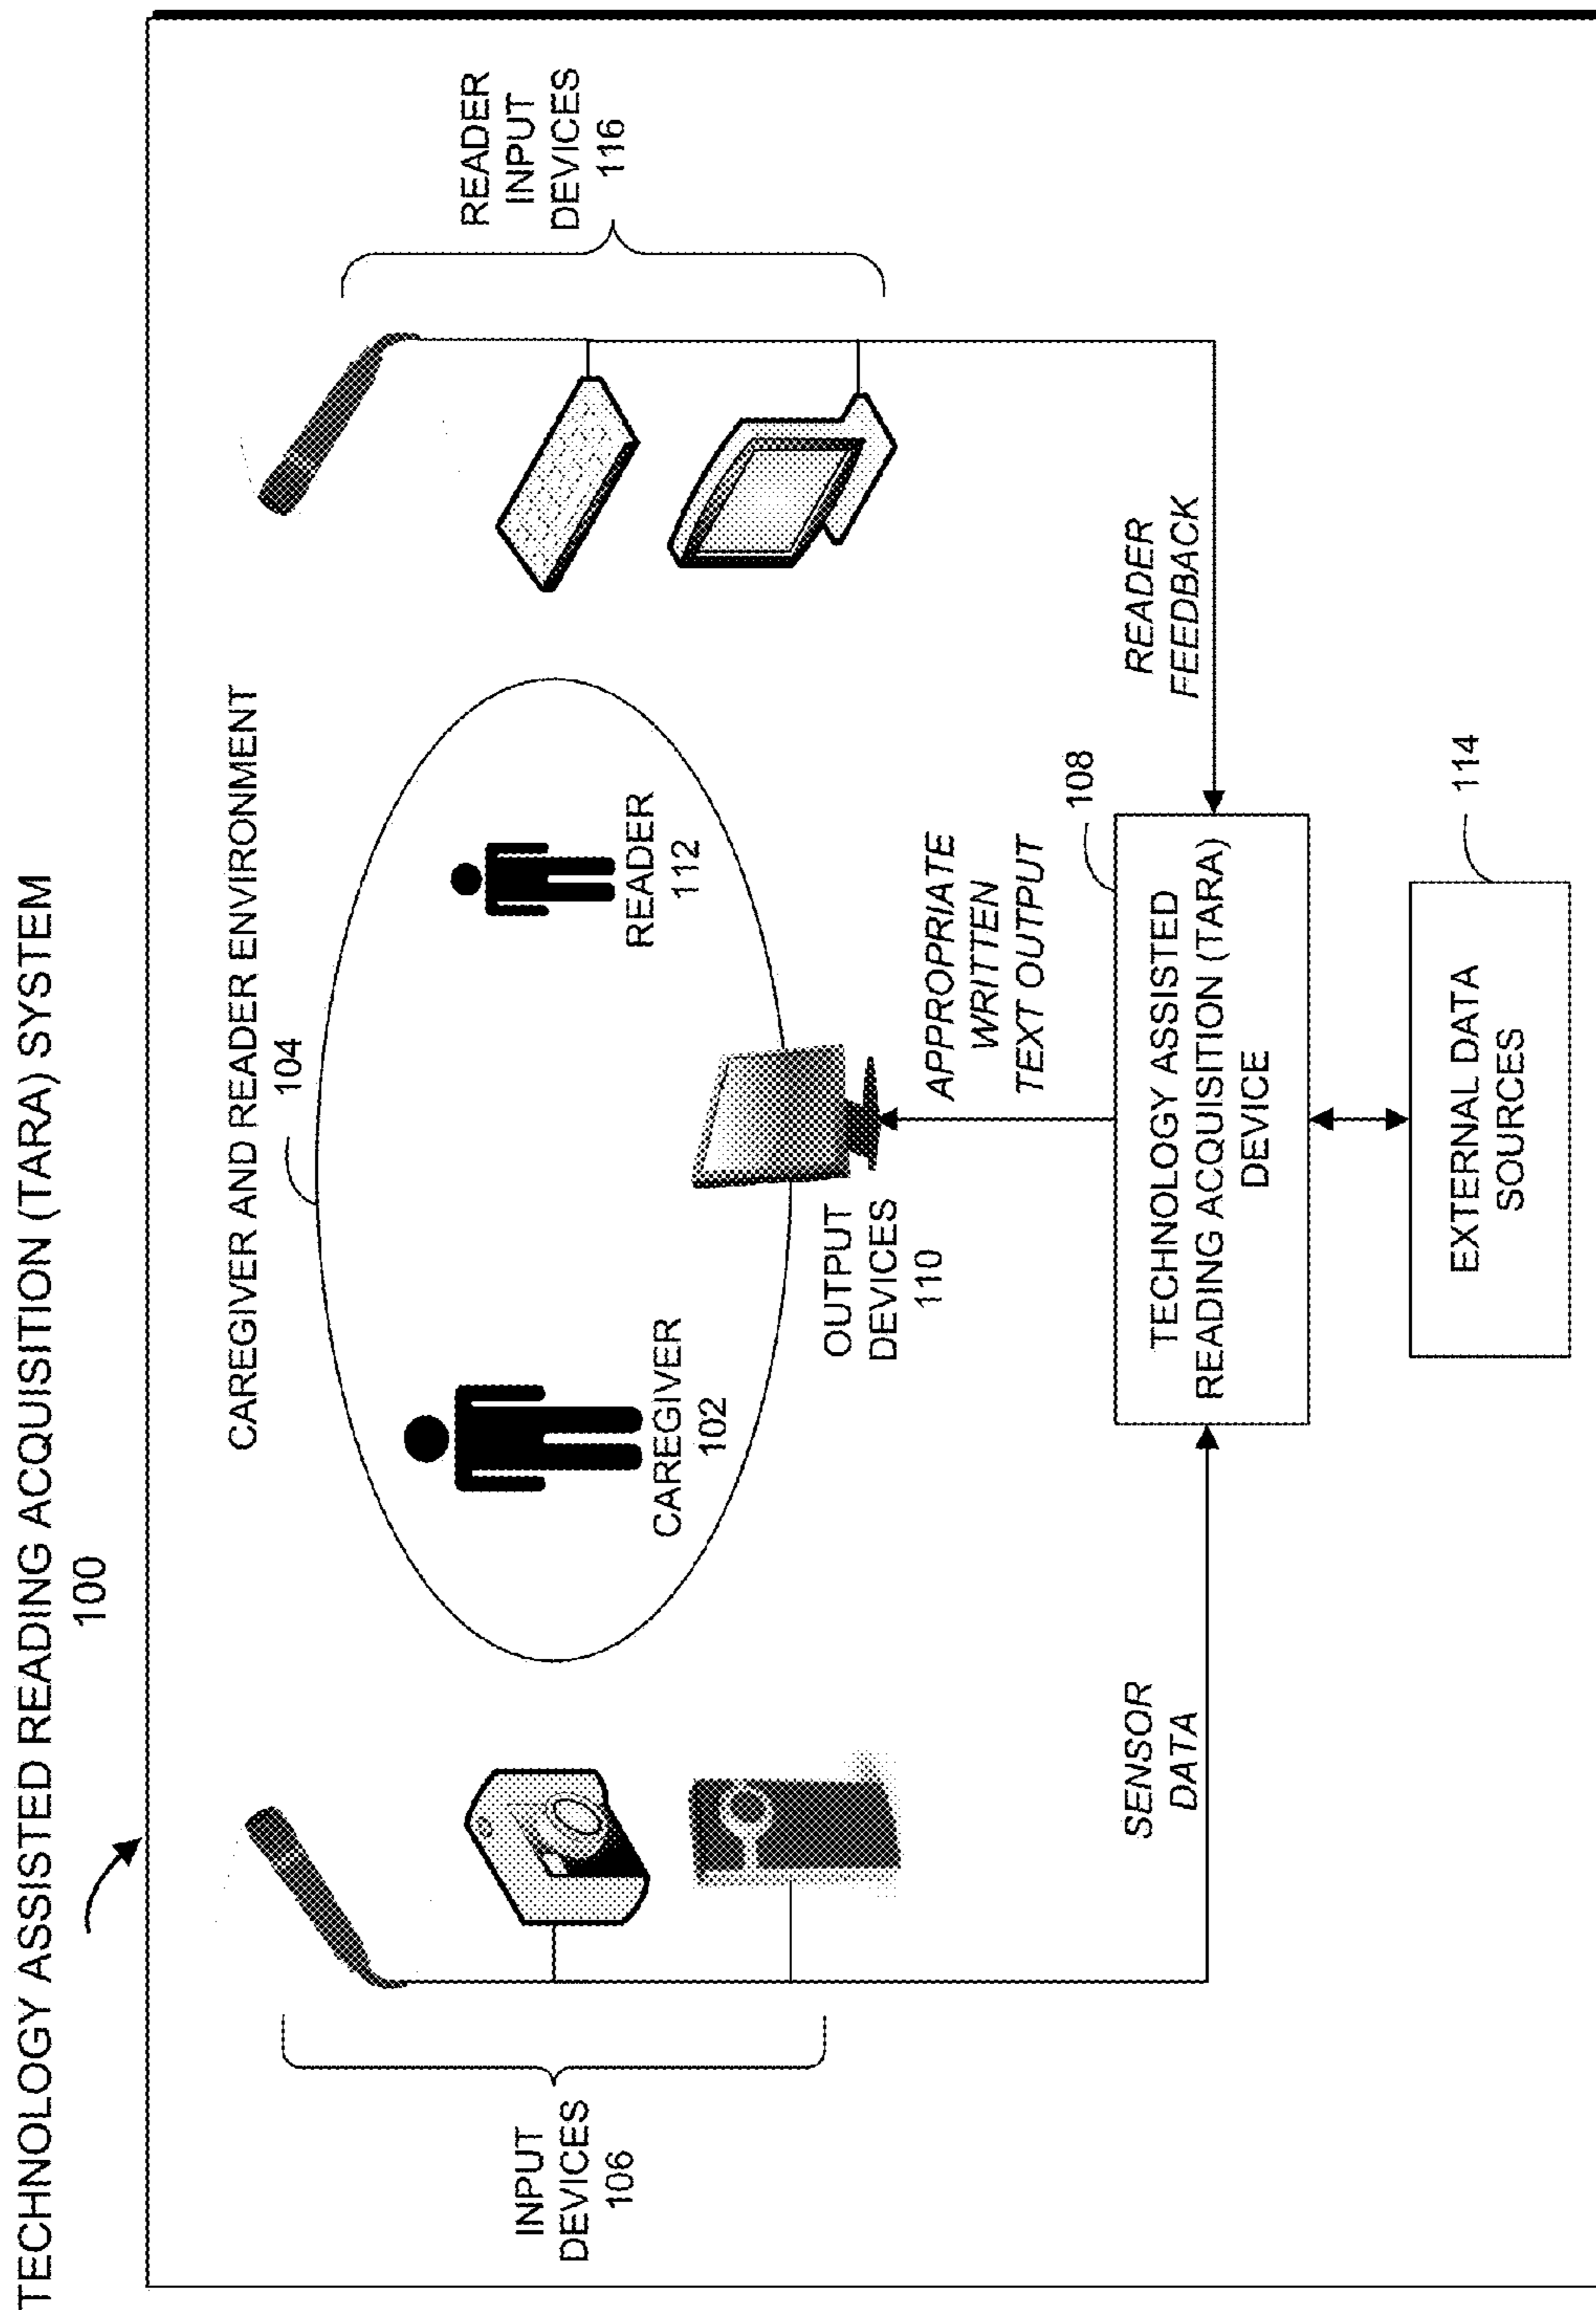 TECHNOLOGY ASSISTED READING ACQUISITION (TARA) SYSTEM
100
CAREGIVER AND READER ENVIRONMENT
104
INPUT
DEVICES
106
CAREGIVER
102
READER
112
READER
INPUT
DEVICES
116
OUTPUT
DEVICES
110
SENSOR
DATA
APPROPRIATE
WRITTEN
TEXT OUTPUT
READER
FEEDBACK
108
TECHNOLOGY ASSISTED
READING ACQUISITION (TARA)
DEVICE
114
EXTERNAL DATA
SOURCES